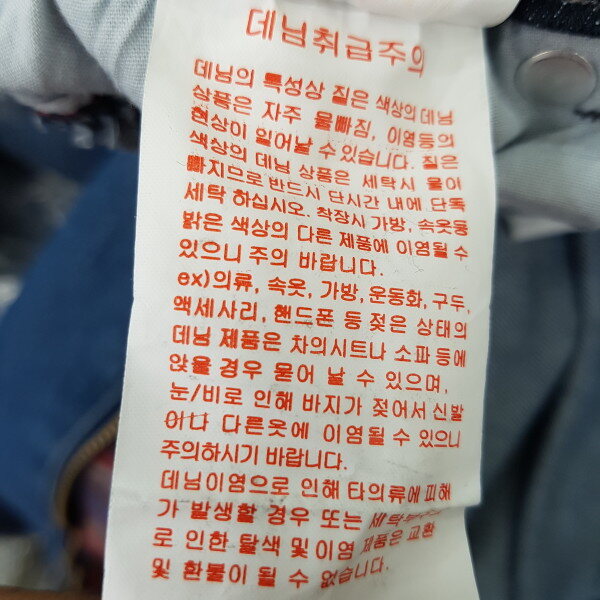 데님취급주의
데님의 특성상 질은 색상의 데님
상품은 자주 물빠짐, 이염등의
현상이 일어날 수 있습니다. 질은
색상의 데님 상품은 세탁시 물이
빠지므로 반드시 단시간 내에 단독
세탁 하십시오. 착장시 가방, 속옷등
밝은 색상의 다른 제품에 이염될 수
있으니 주의 바랍니다.
ex)의류, 속옷, 가방, 운동화, 구두,
액세사리, 핸드폰 등 젖은 상태의
데님 제품은 차의시트나 소파 등에
앉을 경우 묻어 날 수 있으며,
눈/비로 인해 바지가 젖어서 신발
이나 다른옷에 이염될 수 있으니
주의하시기 바랍니다.
데님이염으로 인해 타의류에 피해
가 발생할 경우 또는
로 인한 탈색 및 이염 제품은 교환
및 환불이 될 수 없습니다.